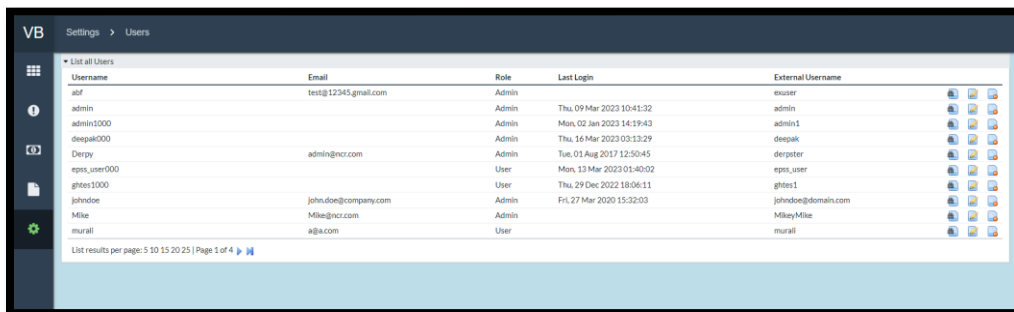 VB Settings > Users
List all Users
Username Email Role Last Login External Username
abf test@12345.gmail.com Admin exuser
admin Admin Thu, 09 Mar 2023 10:41:32 admin
admin1000 Admin Mon, 02 Jan 2023 14:19:43 admin1
deepak000 Admin Thu, 16 Mar 2023 03:13:29 deepak
Derpy admin@ncr.com Admin Tue, 01 Aug 2017 12:50:45 derpster
epss_user000 User Mon, 13 Mar 2023 01:40:02 epss_user
ghtes1000 User Thu, 29 Dec 2022 18:06:11 ghtes1
johndoe john.doe@company.com Admin Fri, 27 Mar 2020 15:32:03 johndoe@domain.com
Mike Mike@ncr.com Admin MikeyMike
murali a@a.com User murali
List results per page: 5 10 15 20 25 | Page 1 of 4